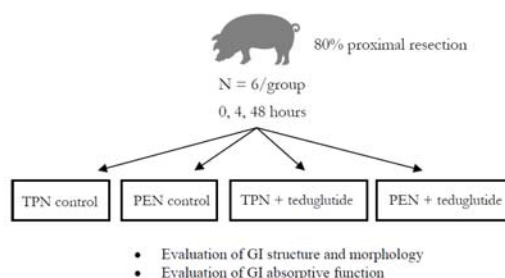 80% proximal resection
N = 6/group
0, 4, 48 hours
TPN control
PEN control
TPN + teduglutide
PEN + teduglutide
• Evaluation of GI structure and morphology
• Evaluation of GI absorptive function